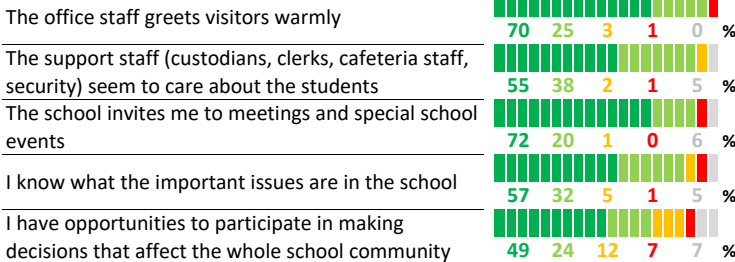 The office staff greets visitors warmly
70 25 3 1 0 %
The support staff (custodians, clerks, cafeteria staff,
security) seem to care about the students
55 38 2 1 5 %
The school invites me to meetings and special school
events
72 20 1 0 6 %
I know what the important issues are in the school
57 32 5 1 5 %
I have opportunities to participate in making
decisions that affect the whole school community
49 24 12 7 7 %